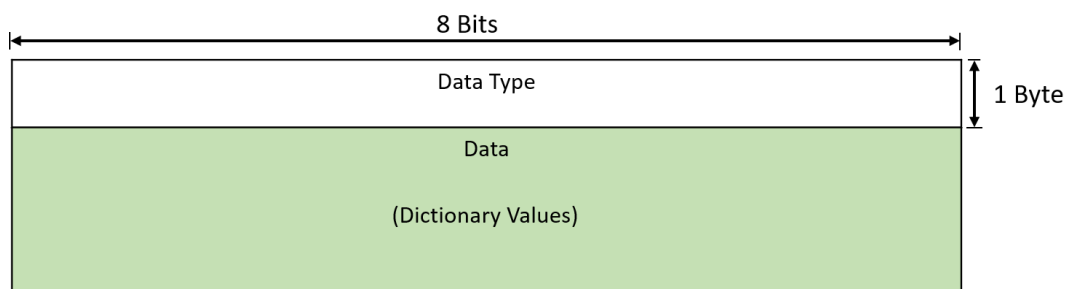 8 Bits
Data Type
1 Byte
Data
(Dictionary Values)